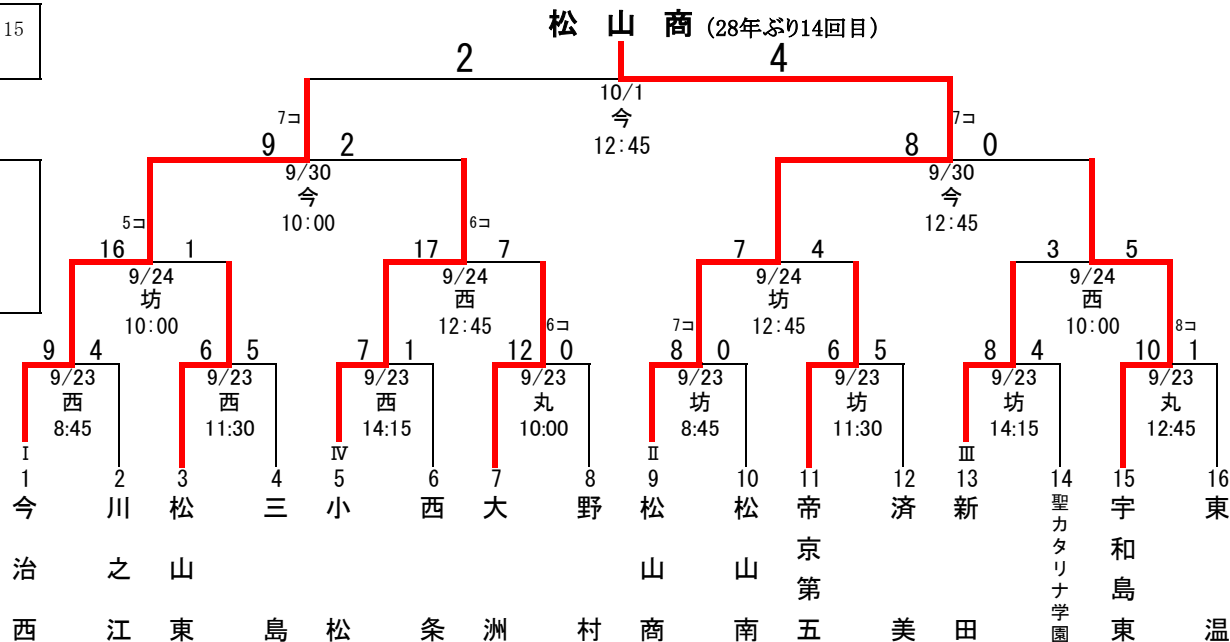 松山商 (28年ぶり14回目)
15
2 4
10/1
今
12:45
7コ 7コ
9 2 8 0
9/30 9/30
今 今
10:00 12:45
5コ 6コ
16 1 17 7 7 4 3 5
9/24 9/24 9/24 9/24
坊 西 坊 西
10:00 12:45 12:45 10:00
6コ 7コ 8コ
9 4 6 5 7 1 12 0 8 0 6 5 8 4 10 1
9/23 9/23 9/23 9/23 9/23 9/23 9/23 9/23
西 西 西 丸 坊 坊 坊 丸
8:45 11:30 14:15 10:00 8:45 11:30 14:15 12:45
Ⅰ Ⅳ Ⅱ Ⅲ
1 2 3 4 5 6 7 8 9 10 11 12 13 14 15 16
今治西
川之江
松山東
三島
小松
西条
大洲
野村
松山商
松山南
帝京第五
済美
新田
聖カタリナ学園
宇和島東
東温